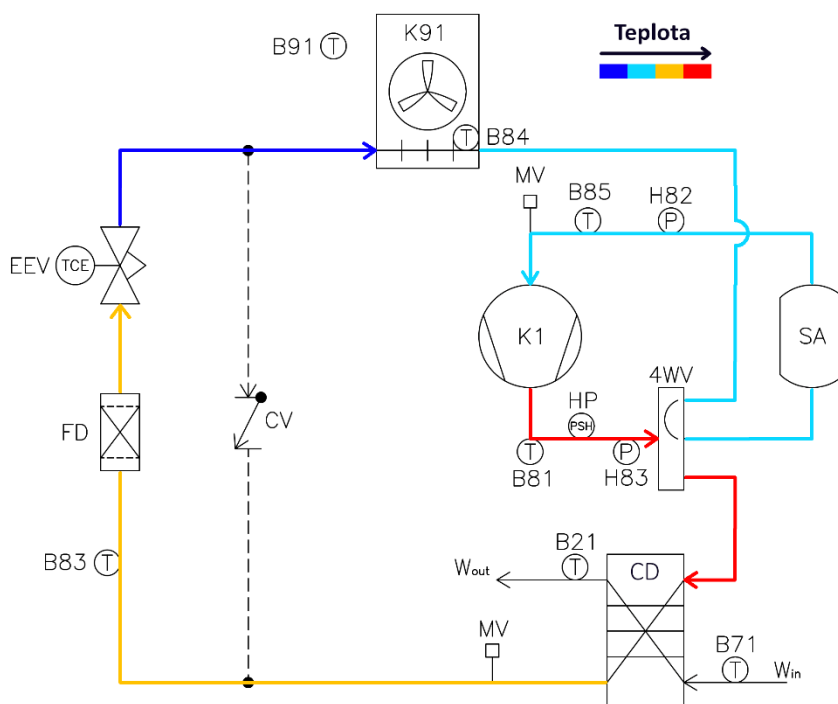 K91
Teplota
B91 T
T B84
MV
B85
H82
T
P
EEV TCE
K1
SA
4WV
HP
PSH
FD
CV
T
P
B81
H83
B83 T
B21
Wout
T
CD
MV
B71
T
Win